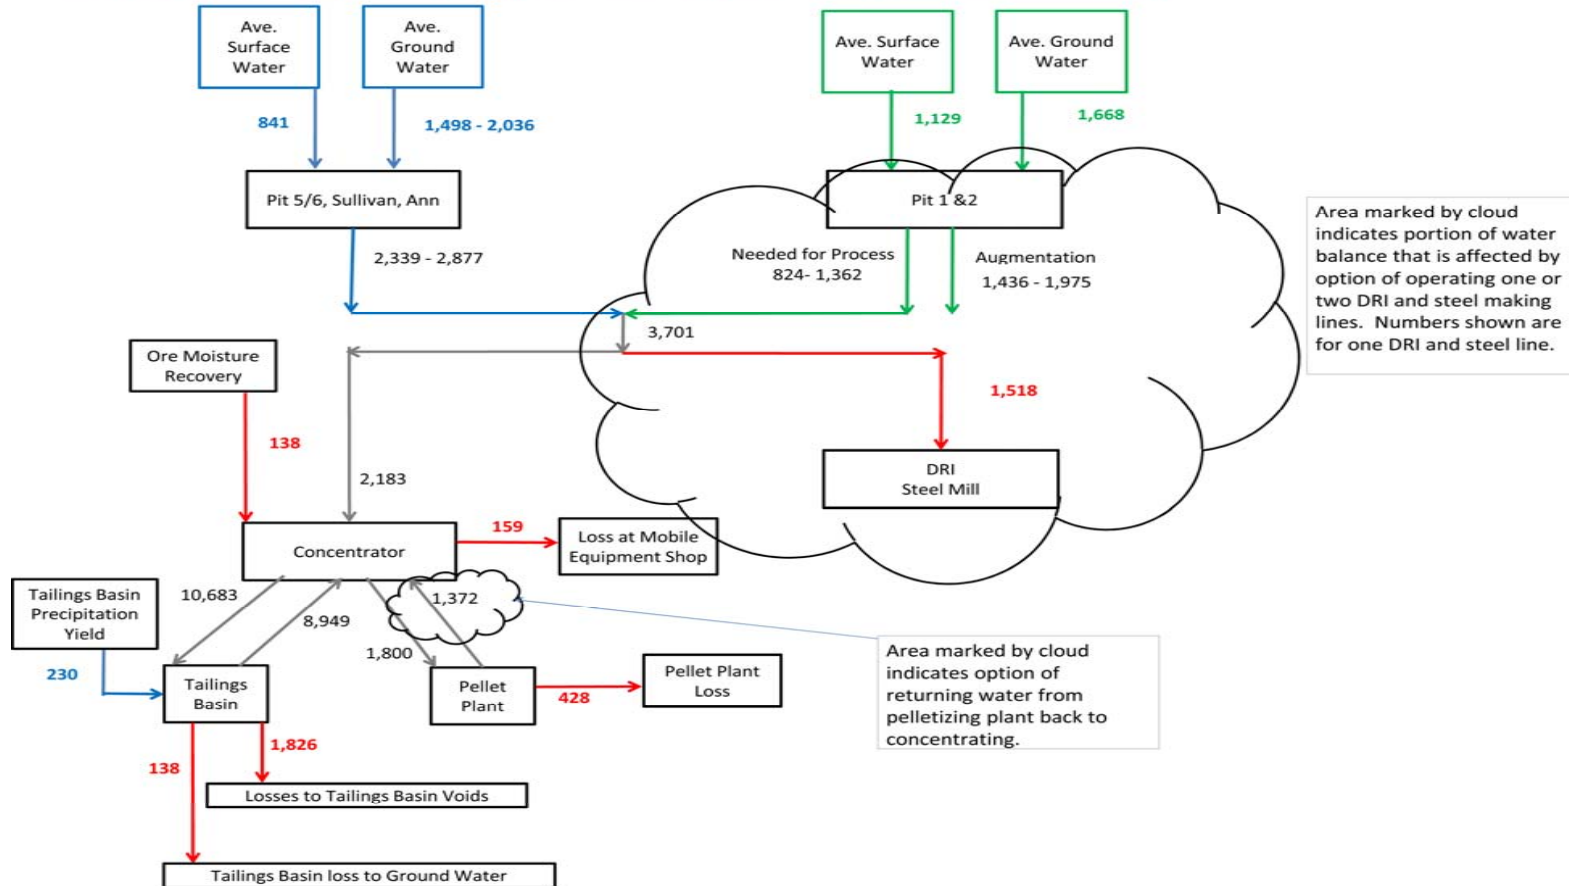 Ave.
Surface
Water
Ave.
Ground
Water
Ave. Surface
Water
Ave. Ground
Water
841
1,498 - 2,036
1,129
1,668
Pit 5/6, Sullivan, Ann
Pit 1 &2
Area marked by cloud
indicates portion of water
balance that is affected by
option of operating one or
two DRI and steel making
lines. Numbers shown are
for one DRI and steel line.
2,339 - 2,877
Needed for Process
824- 1,362
Augmentation
1,436 - 1,975
3,701
Ore Moisture
Recovery
1,518
138
2,183
DRI
Steel Mill
Concentrator
159
Loss at Mobile
Equipment Shop
Tailings Basin
Precipitation
Yield
10,683
8,949
1,372
1,800
230
Tailings
Basin
Pellet
Plant
428
Pellet Plant
Loss
Area marked by cloud
indicates option of
returning water from
pelletizing plant back to
concentrating.
138
1,826
Losses to Tailings Basin Voids
Tailings Basin loss to Ground Water